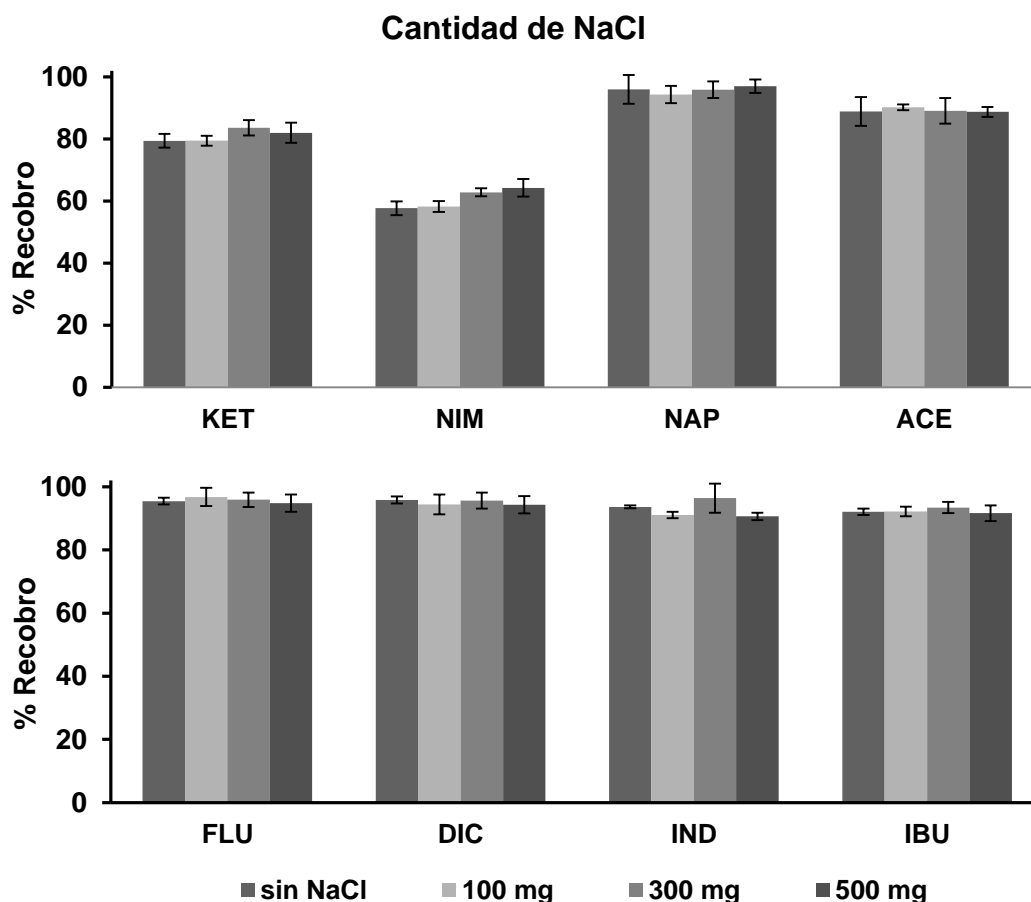 Cantidad de NaCl
% Recobro
100
80
60
40
20
0
KET NIM NAP ACE
% Recobro
100
80
60
40
20
0
FLU DIC IND IBU
sin NaCl 100 mg 300 mg 500 mg